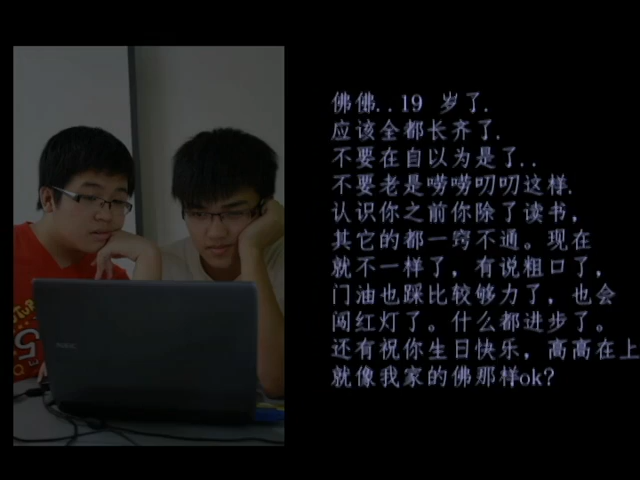 佛佛..19 岁了.
应该全都长齐了.
不要在自以为是了..
不要老是唠唠叨叨这样.
认识你之前你除了读书，
其它的都一窍不通。现在
就不一样了，有说粗口了，
门油也踩比较够力了，也会
闯红灯了。什么都进步了。
还有祝你生日快乐，高高在上
就像我家的佛那样ok?